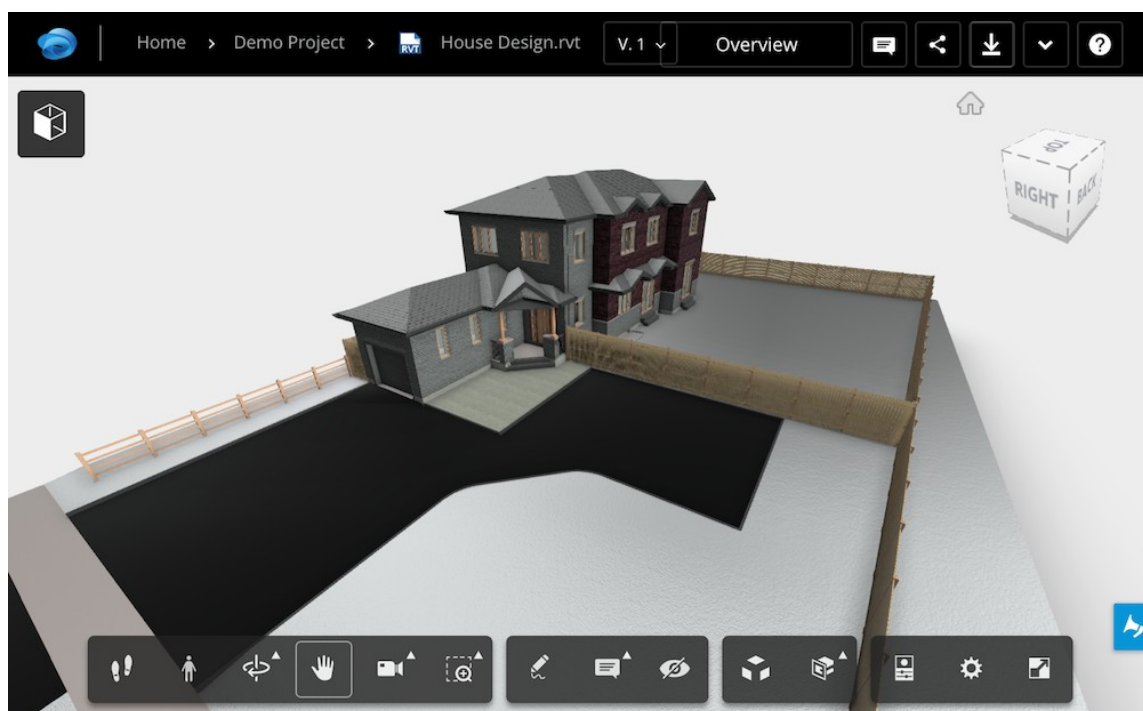 Home > Demo Project > RVT House Design.rvt V. 1 Overview ?
TOP
RIGHT
BACK